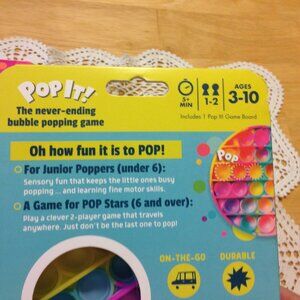 POP IT!
The never-ending
bubble popping game
5+
MIN
1-2
AGES
3-10
Includes 1 Pop It! Game Board
Oh how fun it is to POP!
For Junior Poppers (under 6):
Sensory fun that keeps the little ones busy
popping ... and learning fine motor skills.
A Game for POP Stars (6 and over):
Play a clever 2-player game that travels
anywhere. Just don't be the last one to pop!
Pop
ON-THE-GO
DURABLE